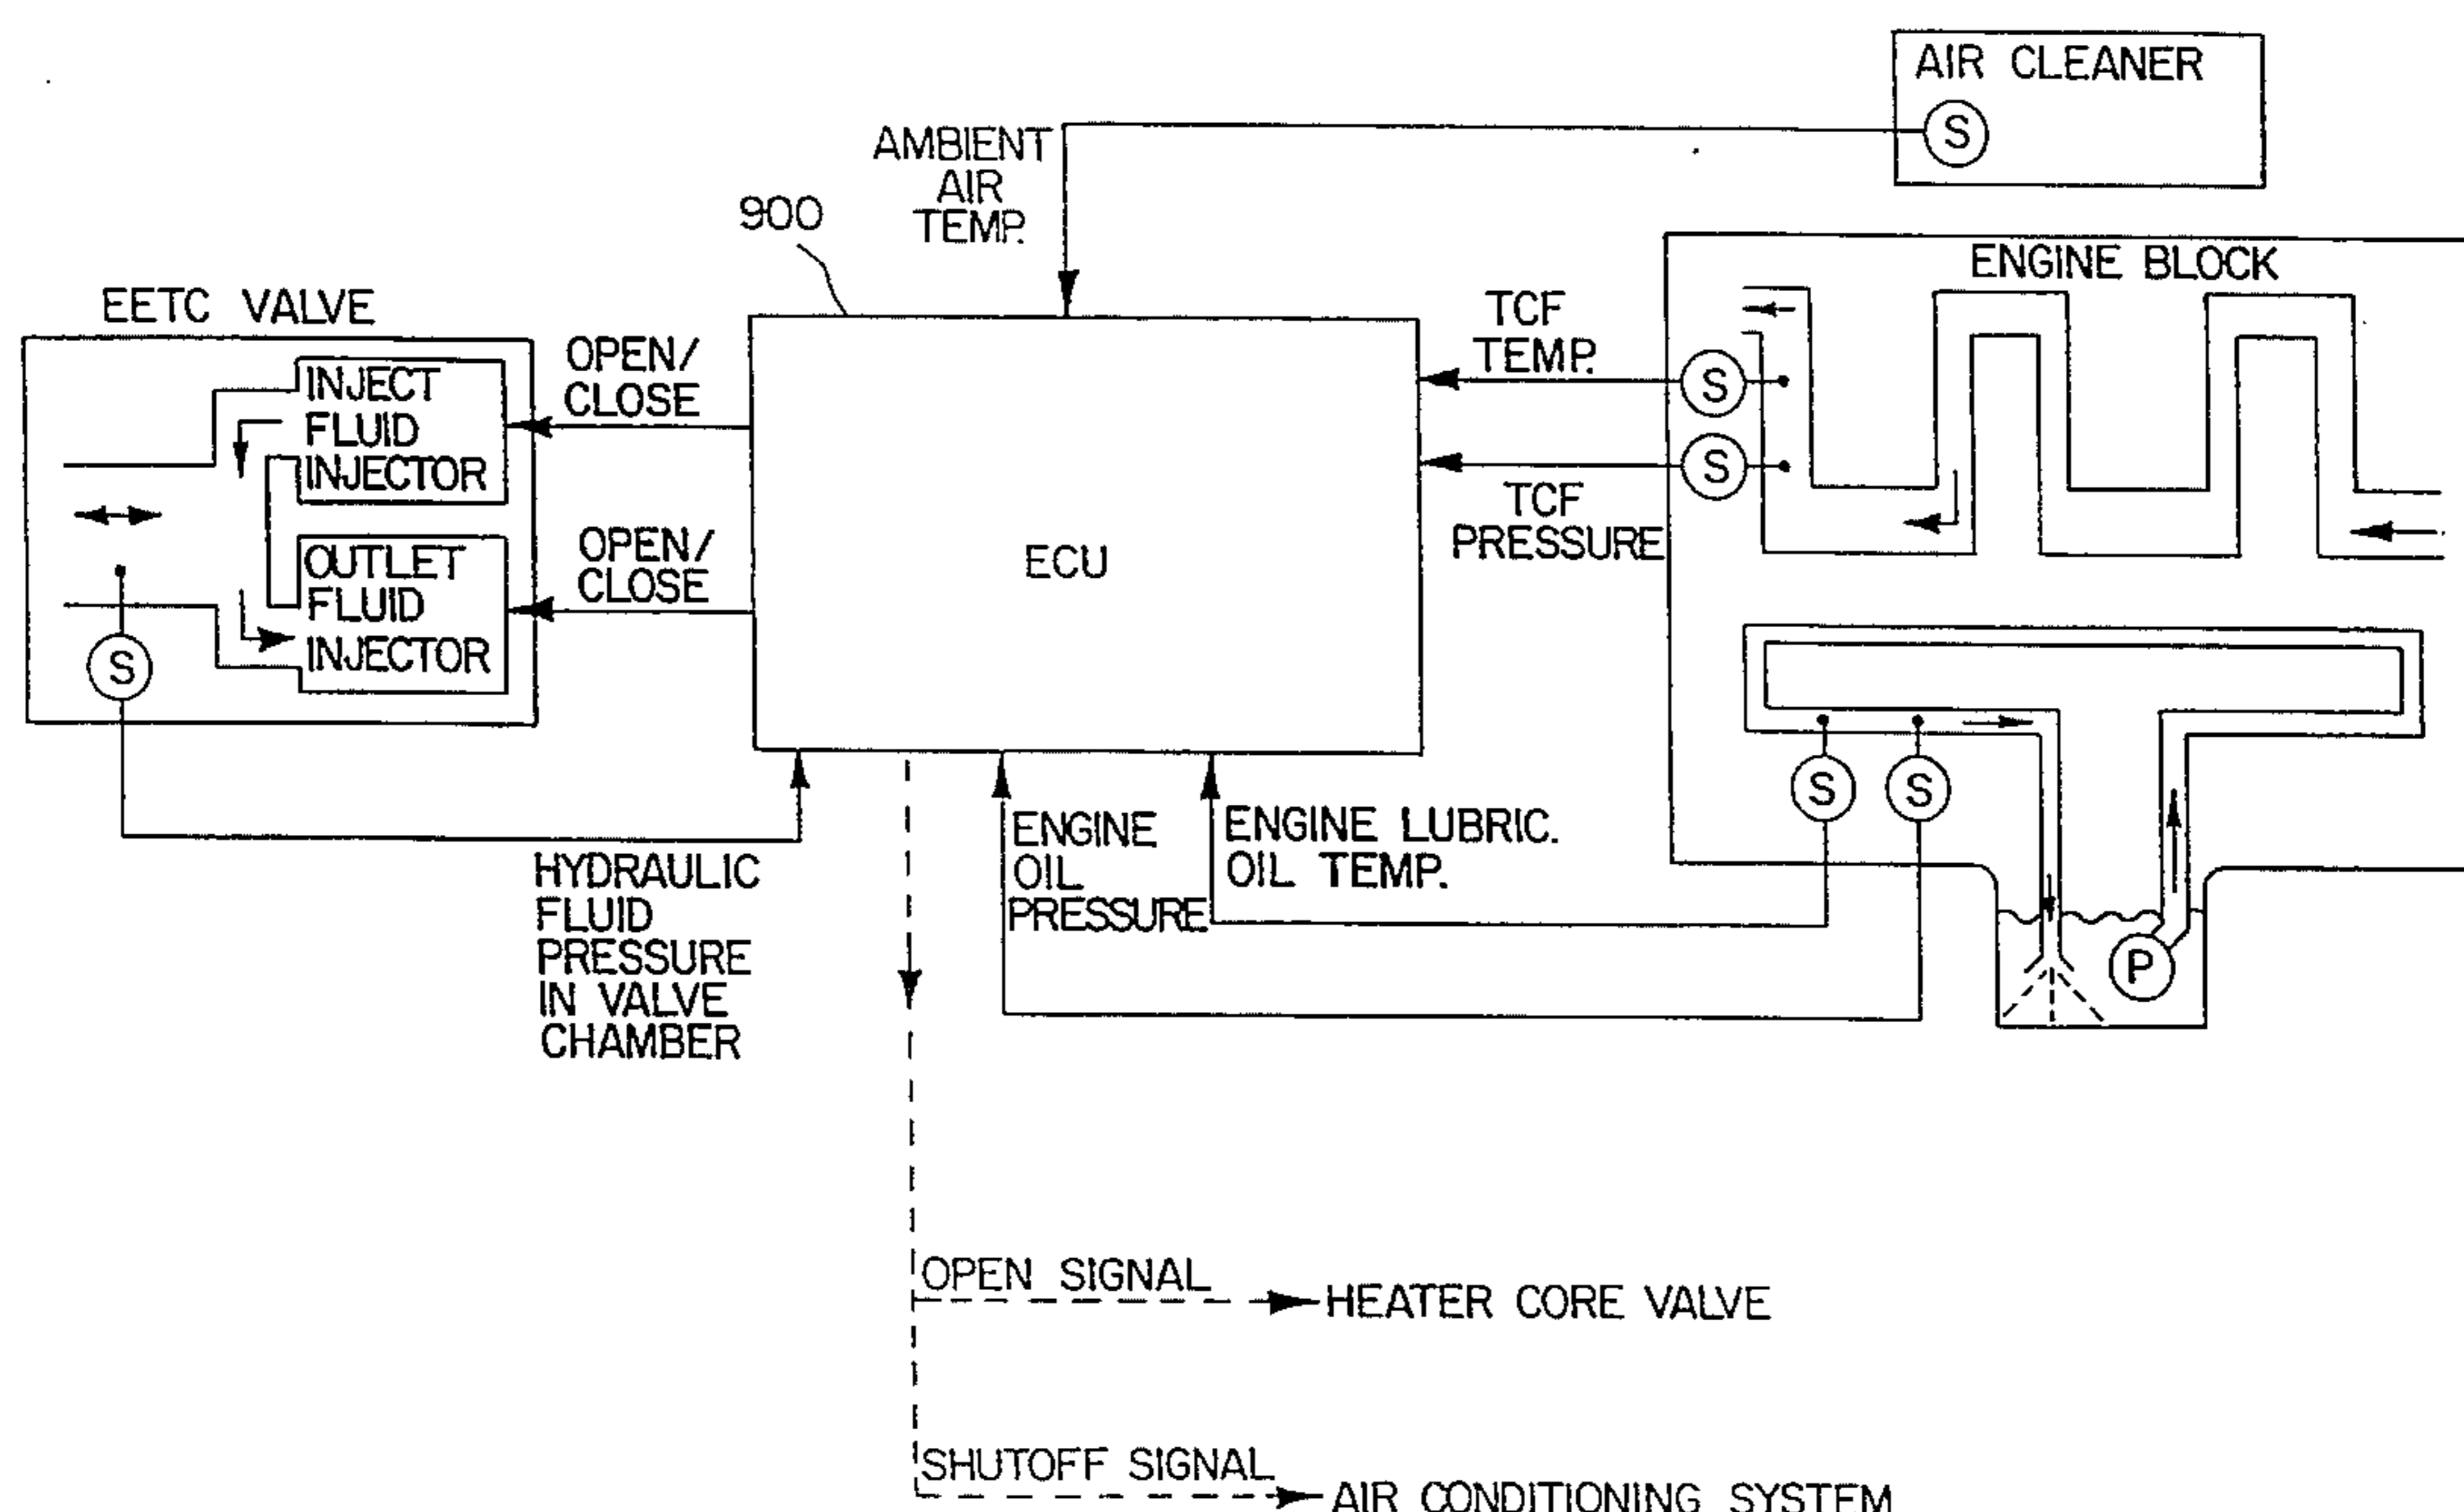 AIR CLEANER
S
AMBIENT
AIR
TEMP.
900
ENGINE BLOCK
EETC VALVE
TCF
TEMP.
OPEN/
CLOSE
INJECT
FLUID
INJECTOR
S
S
TCF
PRESSURE
OPEN/
CLOSE
ECU
OUTLET
FLUID
INJECTOR
S
S
S
ENGINE
OIL
PRESSURE
ENGINE LUBRIC.
OIL TEMP.
HYDRAULIC
FLUID
PRESSURE
IN VALVE
CHAMBER
P
OPEN SIGNAL
HEATER CORE VALVE
SHUTOFF SIGNAL
AIR CONDITIONING SYSTEM